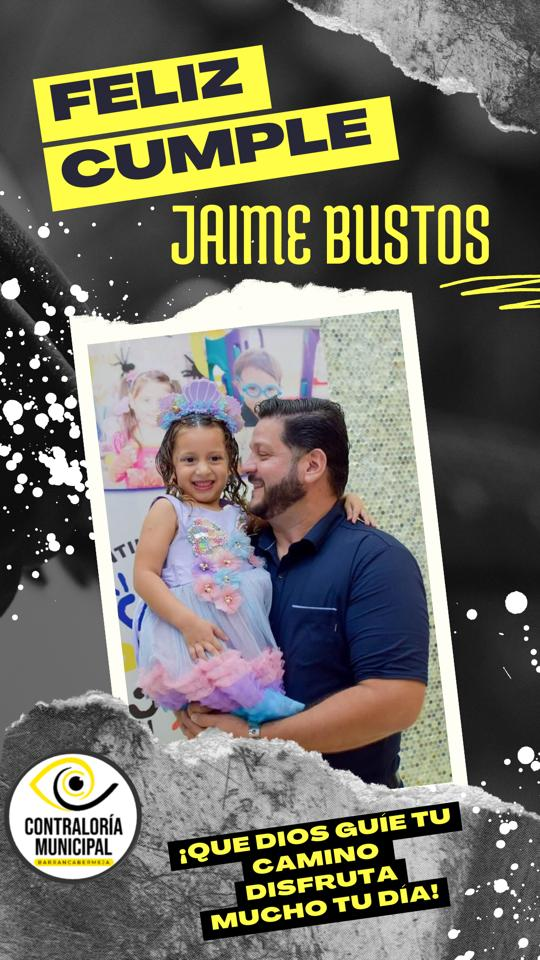 FELIZ
CUMPLE
JAIME BUSTOS
CONTRALORÍA
MUNICIPAL
BARRANCABERMEJA
¡QUE DIOS GUÍE TU
CAMINO
DISFRUTA
MUCHO TU DÍA!